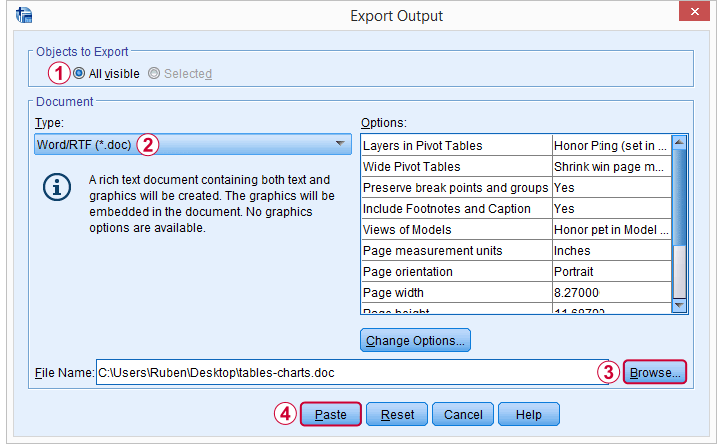 Export Output
Objects to Export
1 All visible Selected
Document
Type:
Word/RTF (*.doc) 2
A rich text document containing both text and
graphics will be created. The graphics will be
embedded in the document. No graphics
options are available.
Options:
Layers in Pivot Tables Honor P:ing (set in ...
Wide Pivot Tables Shrink win page m...
Preserve break points and groups Yes
Include Footnotes and Caption Yes
Views of Models Honor pet in Model ...
Page measurement units Inches
Page orientation Portrait
Page width 8.27000
Page height 11.68700
Change Options...
File Name: C:\Users\Ruben\Desktop\tables-charts.doc 3 Browse...
4 Paste Reset Cancel Help